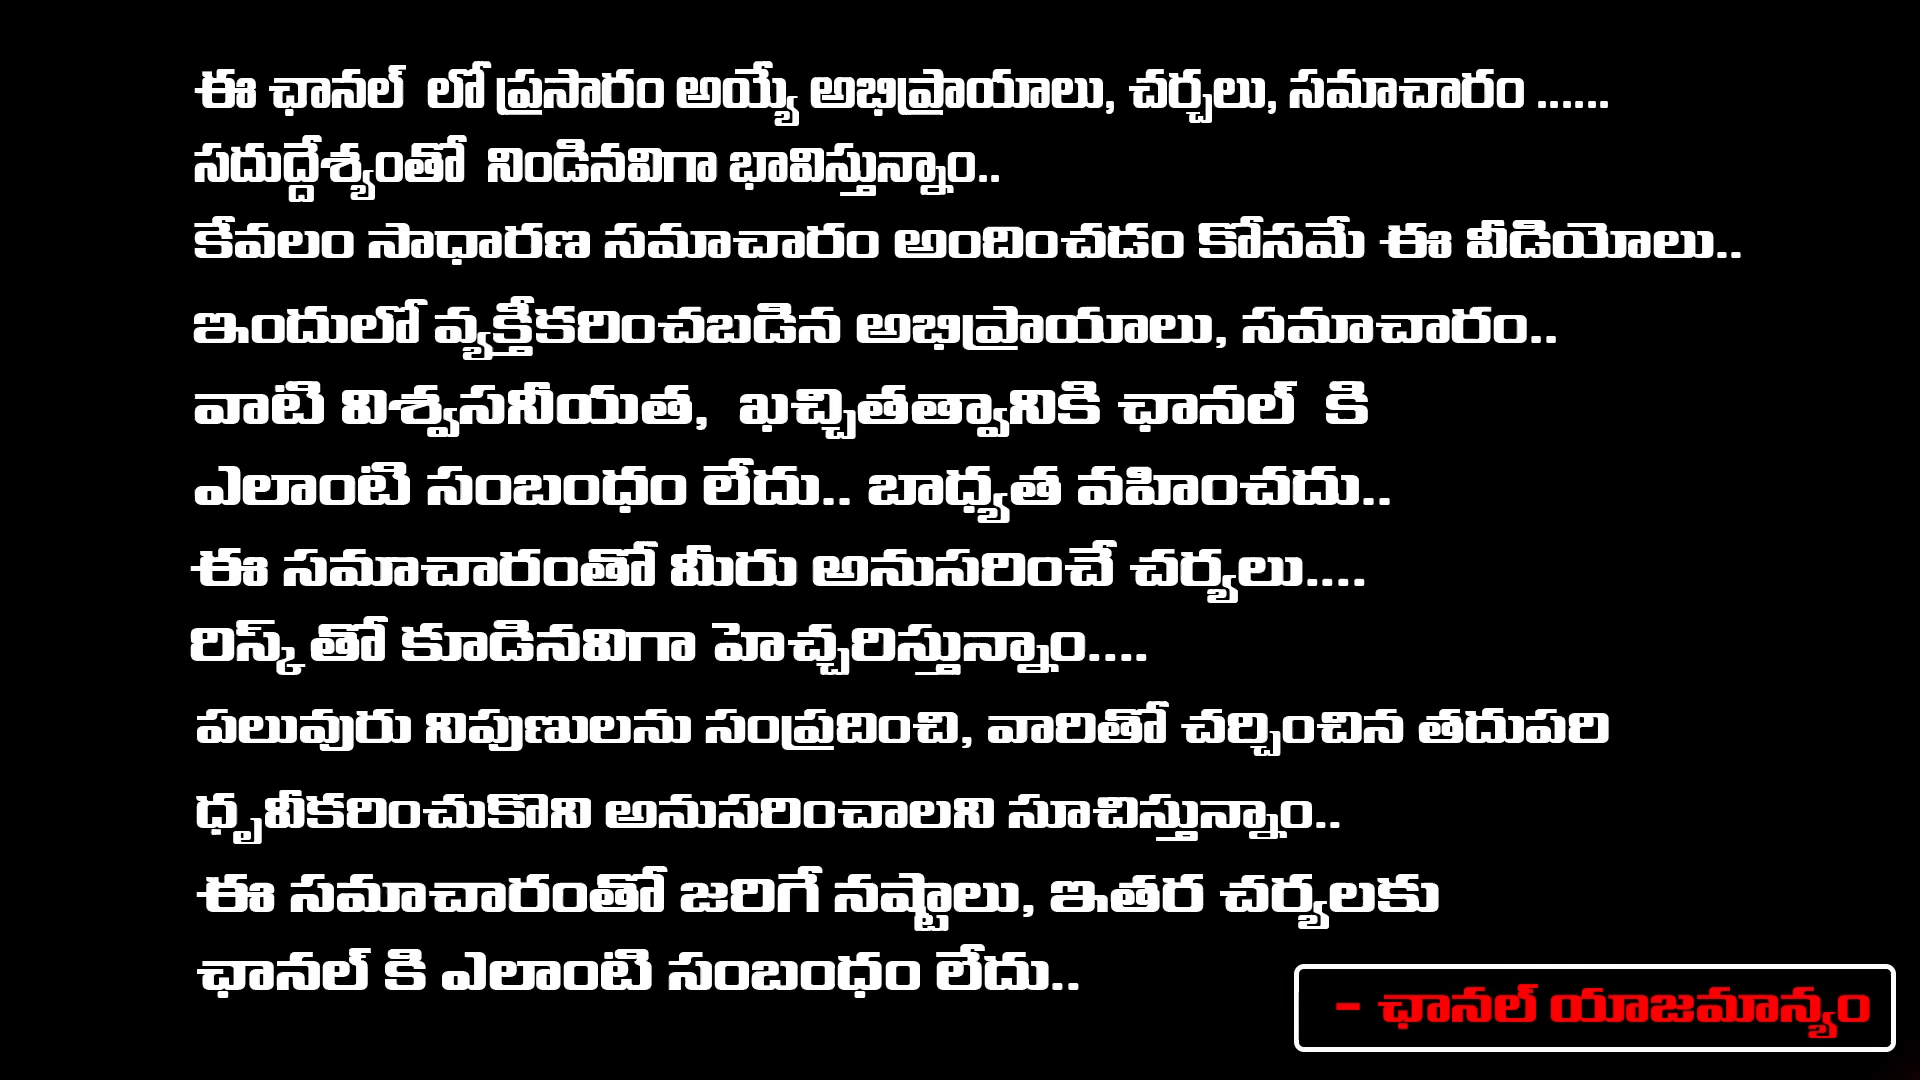 ఈ ఛానల్ లో ప్రసారం అయ్యే అభిప్రాయాలు, చర్చలు, సమాచారం ......
సదుద్దేశ్యంతో నిండినవిగా భావిస్తున్నాం..
కేవలం సాధారణ సమాచారం అందించడం కోసమే ఈ వీడియోలు..
ఇందులో వ్యక్తీకరించబడిన అభిప్రాయాలు, సమాచారం..
వాటి విశ్వసనీయత, ఖచ్చితత్వానికి ఛానల్ కి
ఎలాంటి సంబంధం లేదు.. బాధ్యత వహించదు..
ఈ సమాచారంతో మీరు అనుసరించే చర్యలు....
రిస్క్ తో కూడినవిగా హెచ్చరిస్తున్నాం....
పలువురు నిపుణులను సంప్రదించి, వారితో చర్చించిన తదుపరి
ధృవీకరించుకొని అనుసరించాలని సూచిస్తున్నాం..
ఈ సమాచారంతో జరిగే నష్టాలు, ఇతర చర్యలకు
ఛానల్ కి ఎలాంటి సంబంధం లేదు..
- ఛానల్ యాజమాన్యం